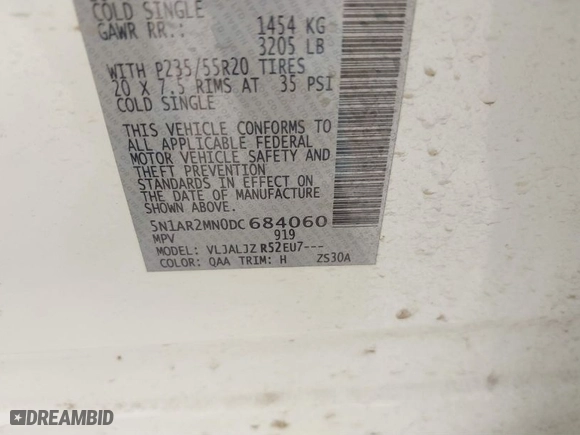 COLD SINGLE
GAWR RR.: 1454 KG
3205 LB
WITH P235/55R20 TIRES
20 X 7.5 RIMS AT 35 PSI
COLD SINGLE
THIS VEHICLE CONFORMS TO
ALL APPLICABLE FEDERAL
MOTOR VEHICLE SAFETY AND
THEFT PREVENTION
STANDARDS IN EFFECT ON
THE DATE OF MANUFACTURE
SHOWN ABOVE.
5N1AR2MN0DC684060
MPV 919
MODEL: VLJALJZ R52EU7---
COLOR: QAA TRIM: H ZS30A
DREAMBID